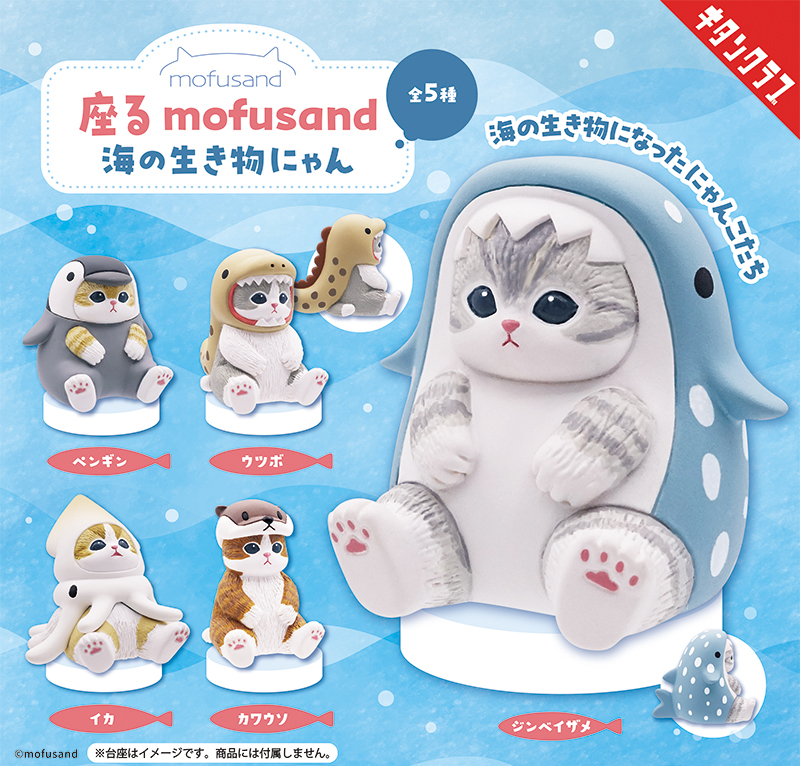 mofusand
座る mofusand
海の生き物にゃん
全5種
キタンクラブ
海の生き物になったにゃんこたち
ペンギン
ウツボ
イカ
カワウソ
ジンベイザメ
©mofusand
※台座はイメージです。商品には付属しません。